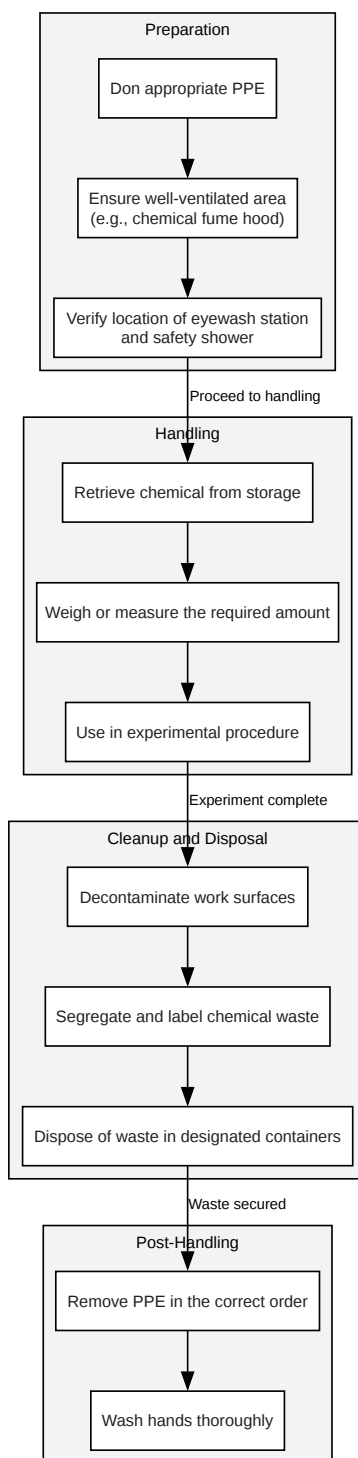 Preparation
Don appropriate PPE
Ensure well-ventilated area
(e.g., chemical fume hood)
Verify location of eyewash station
and safety shower
Proceed to handling
Handling
Retrieve chemical from storage
Weigh or measure the required amount
Use in experimental procedure
Experiment complete
Cleanup and Disposal
Decontaminate work surfaces
Segregate and label chemical waste
Dispose of waste in designated containers
Waste secured
Post-Handling
Remove PPE in the correct order
Wash hands thoroughly